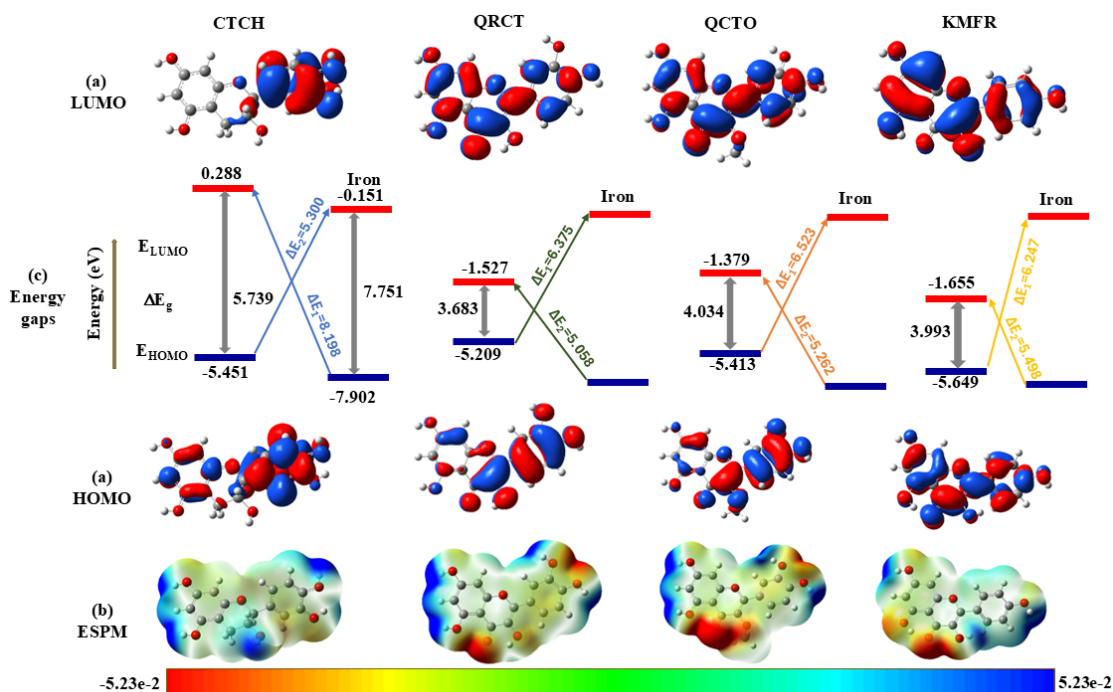 CTCH
QRCT
QCTO
KMFR
(a)
LUMO
0.288
Iron
-0.151
Iron
Iron
Iron
ΔE₂=5.300
ΔE₁=6.375
ΔE₁=6.523
ΔE₁=6.247
E_LUMO
-1.527
-1.379
-1.655
(c)
Energy
gaps
Energy (eV)
ΔE_g
5.739
7.751
3.683
4.034
3.993
ΔE₁=8.198
ΔE₂=5.058
ΔE₂=5.262
ΔE₂=5.498
E_HOMO
-5.451
-7.902
-5.209
-5.413
-5.649
(a)
HOMO
(b)
ESPM
-5.23e-2
5.23e-2